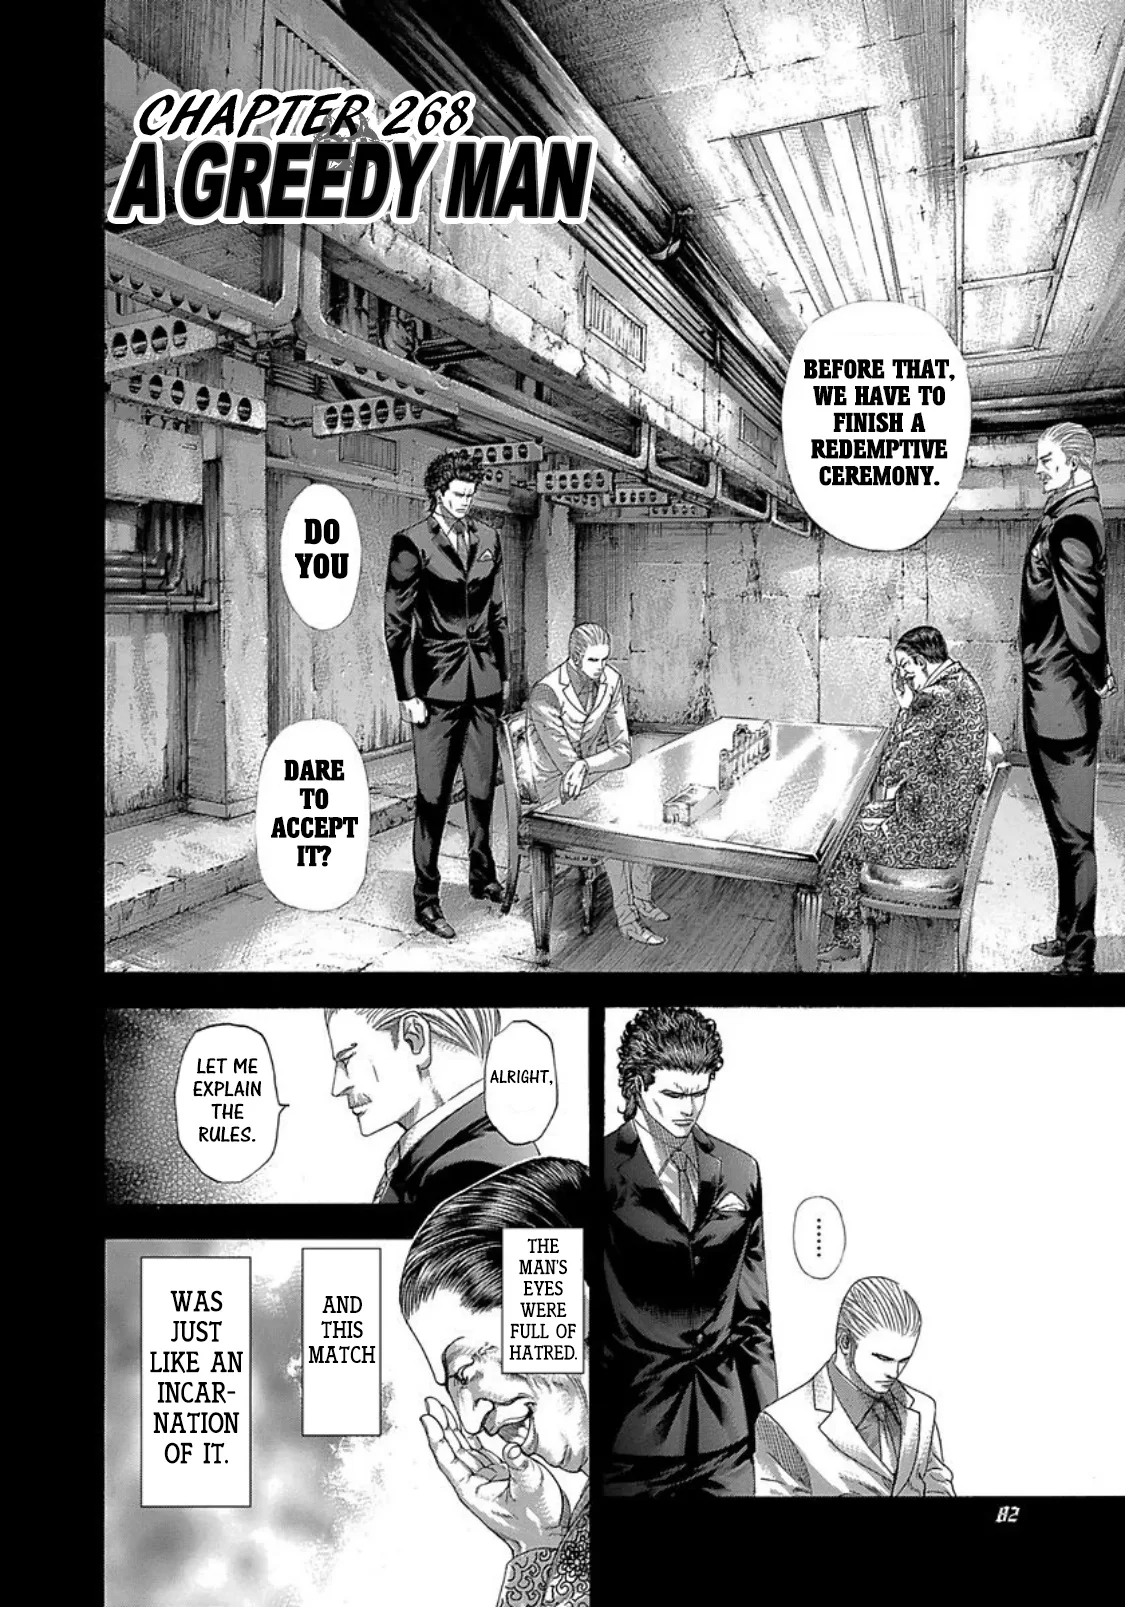 CHAPTER 268
A GREEDY MAN
BEFORE THAT,
WE HAVE TO
FINISH A
REDEMPTIVE
CEREMONY.
DO
YOU
DARE
TO
ACCEPT
IT?
ALRIGHT,
LET ME
EXPLAIN
THE
RULES.
........
THE
MAN'S
EYES
WERE
FULL OF
HATRED.
AND
THIS
MATCH
WAS
JUST
LIKE AN
INCAR-
NATION
OF IT.
82